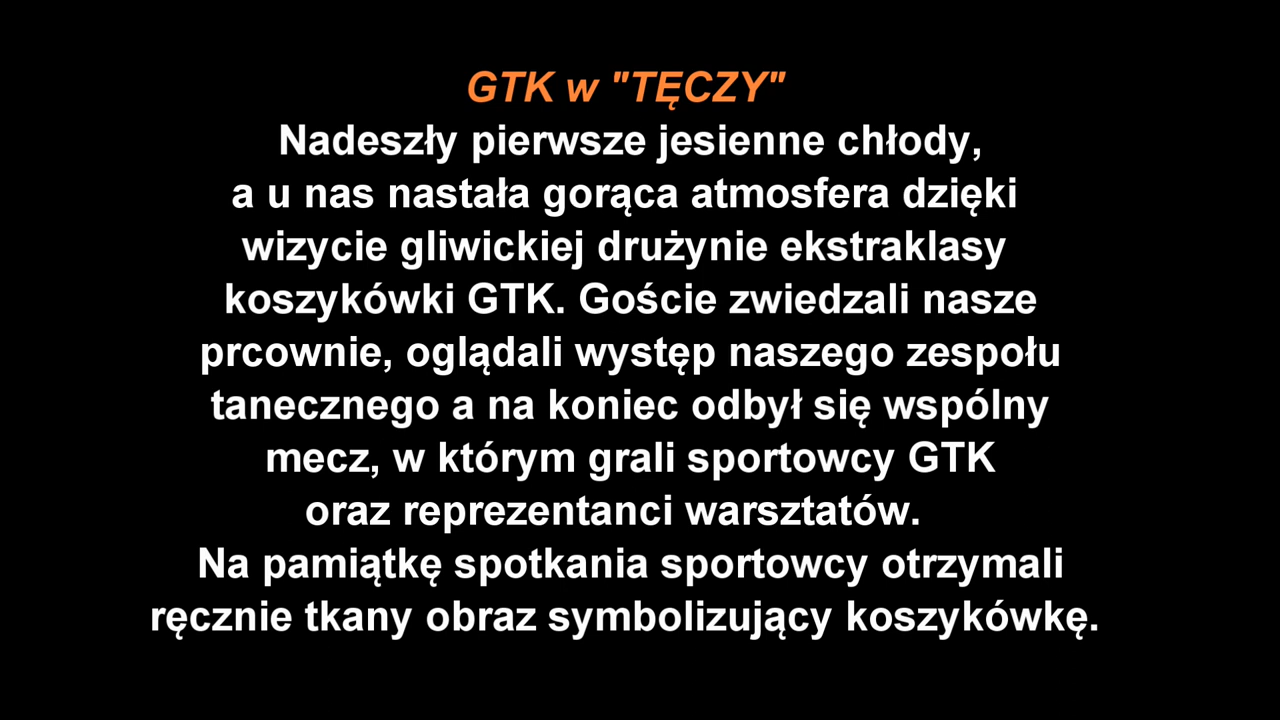 GTK w "TĘCZY"
Nadeszły pierwsze jesienne chłody,
a u nas nastała gorąca atmosfera dzięki
wizycie gliwickiej drużynie ekstraklasy
koszykówki GTK. Goście zwiedzali nasze
prcownie, oglądali występ naszego zespołu
tanecznego a na koniec odbył się wspólny
mecz, w którym grali sportowcy GTK
oraz reprezentanci warsztatów.
Na pamiątkę spotkania sportowcy otrzymali
ręcznie tkany obraz symbolizujący koszykówkę.